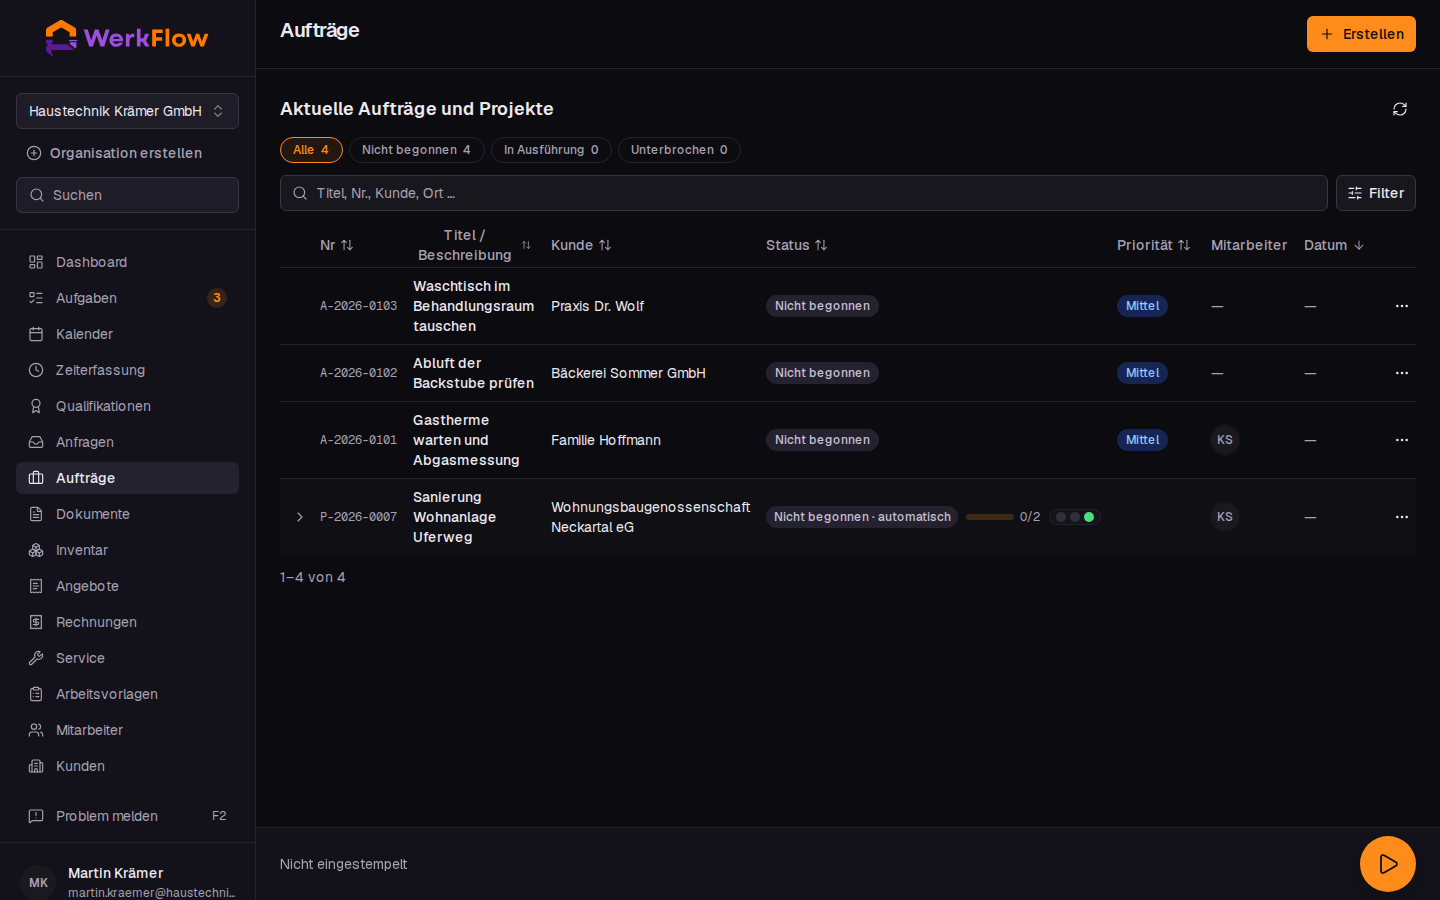 WerkFlow
Haustechnik Krämer GmbH
Organisation erstellen
Suchen
Dashboard
Aufgaben 3
Kalender
Zeiterfassung
Qualifikationen
Anfragen
Aufträge
Dokumente
Inventar
Angebote
Rechnungen
Service
Arbeitsvorlagen
Mitarbeiter
Kunden
Problem melden F2
MK Martin Krämer
martin.kraemer@haustechni...
Aufträge
Erstellen
Aktuelle Aufträge und Projekte
Alle 4 Nicht begonnen 4 In Ausführung 0 Unterbrochen 0
Titel, Nr., Kunde, Ort ...
Filter
Nr Titel / Beschreibung Kunde Status Priorität Mitarbeiter Datum
A-2026-0103 Waschtisch im Behandlungsraum tauschen Praxis Dr. Wolf Nicht begonnen Mittel — —
A-2026-0102 Abluft der Backstube prüfen Bäckerei Sommer GmbH Nicht begonnen Mittel — —
A-2026-0101 Gastherme warten und Abgasmessung Familie Hoffmann Nicht begonnen Mittel KS —
P-2026-0007 Sanierung Wohnanlage Uferweg Wohnungsbaugenossenschaft Neckartal eG Nicht begonnen · automatisch 0/2 KS —
1–4 von 4
Nicht eingestempelt